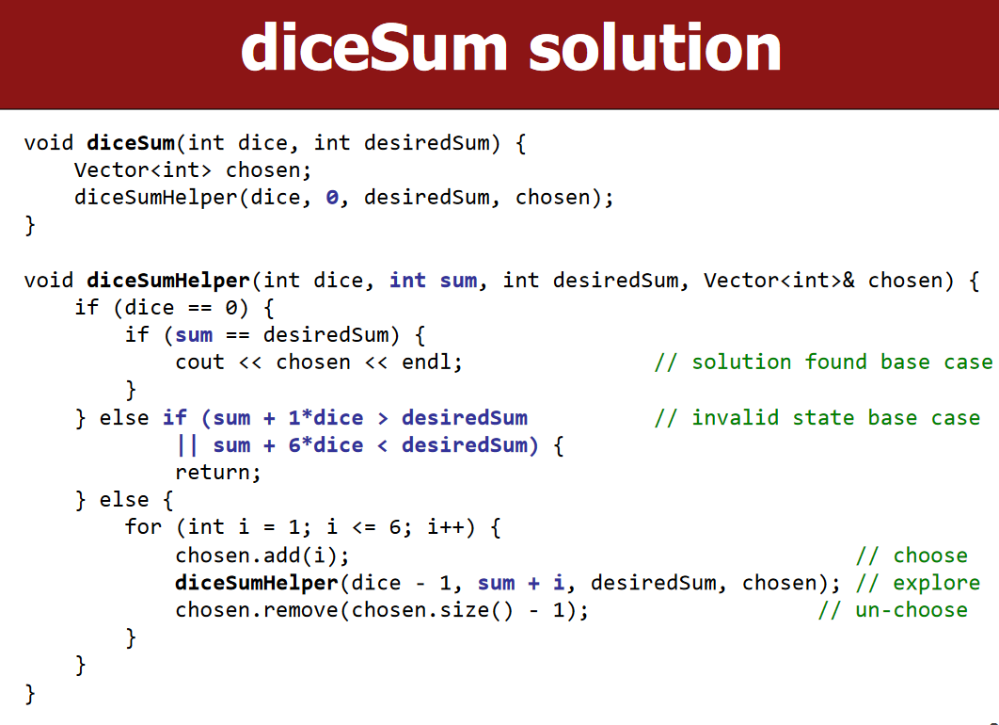 diceSum solution
void diceSum(int dice, int desiredSum) {
    Vector<int> chosen;
    diceSumHelper(dice, 0, desiredSum, chosen);
}
void diceSumHelper(int dice, int sum, int desiredSum, Vector<int>& chosen) {
    if (dice == 0) {
        if (sum == desiredSum) {
            cout << chosen << endl;               // solution found base case
        }
    } else if (sum + 1*dice > desiredSum          // invalid state base case
            || sum + 6*dice < desiredSum) {
            return;
    } else {
        for (int i = 1; i <= 6; i++) {
            chosen.add(i);                                        // choose
            diceSumHelper(dice - 1, sum + i, desiredSum, chosen); // explore
            chosen.remove(chosen.size() - 1);                  // un-choose
        }
    }
}